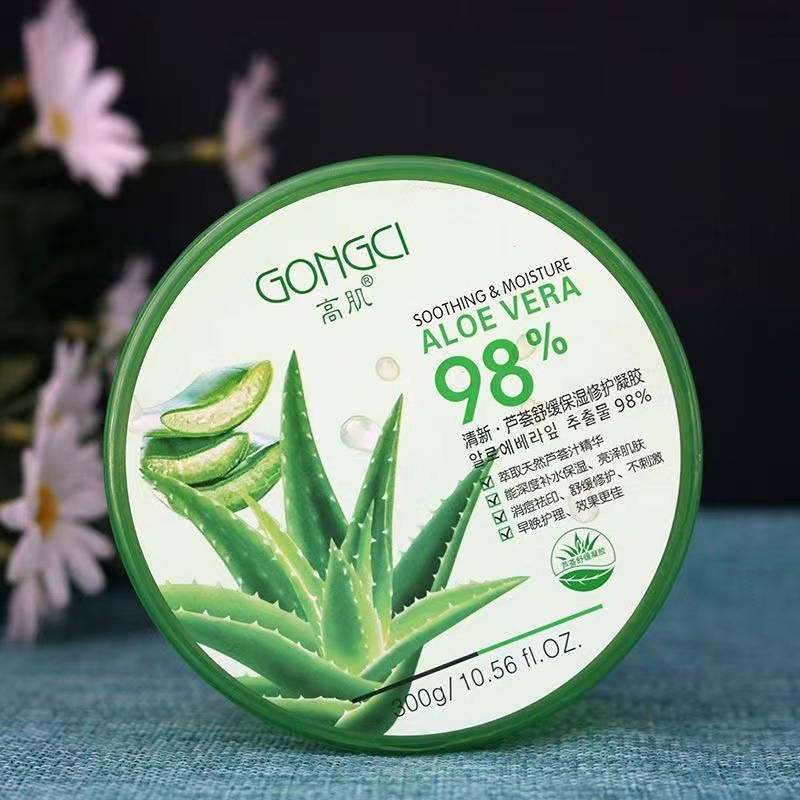 GONGCI
高肌®
SOOTHING & MOISTURE
ALOE VERA
98%
清新·芦荟舒缓保湿修护凝胶
알로에베라잎 추출물 98%
萃取天然芦荟汁精华
能深度补水保湿、亮泽肌肤
消痘祛印、舒缓修护、不刺激
早晚护理、效果更佳
芦荟舒缓凝胶
300g/10.56 fl.OZ.